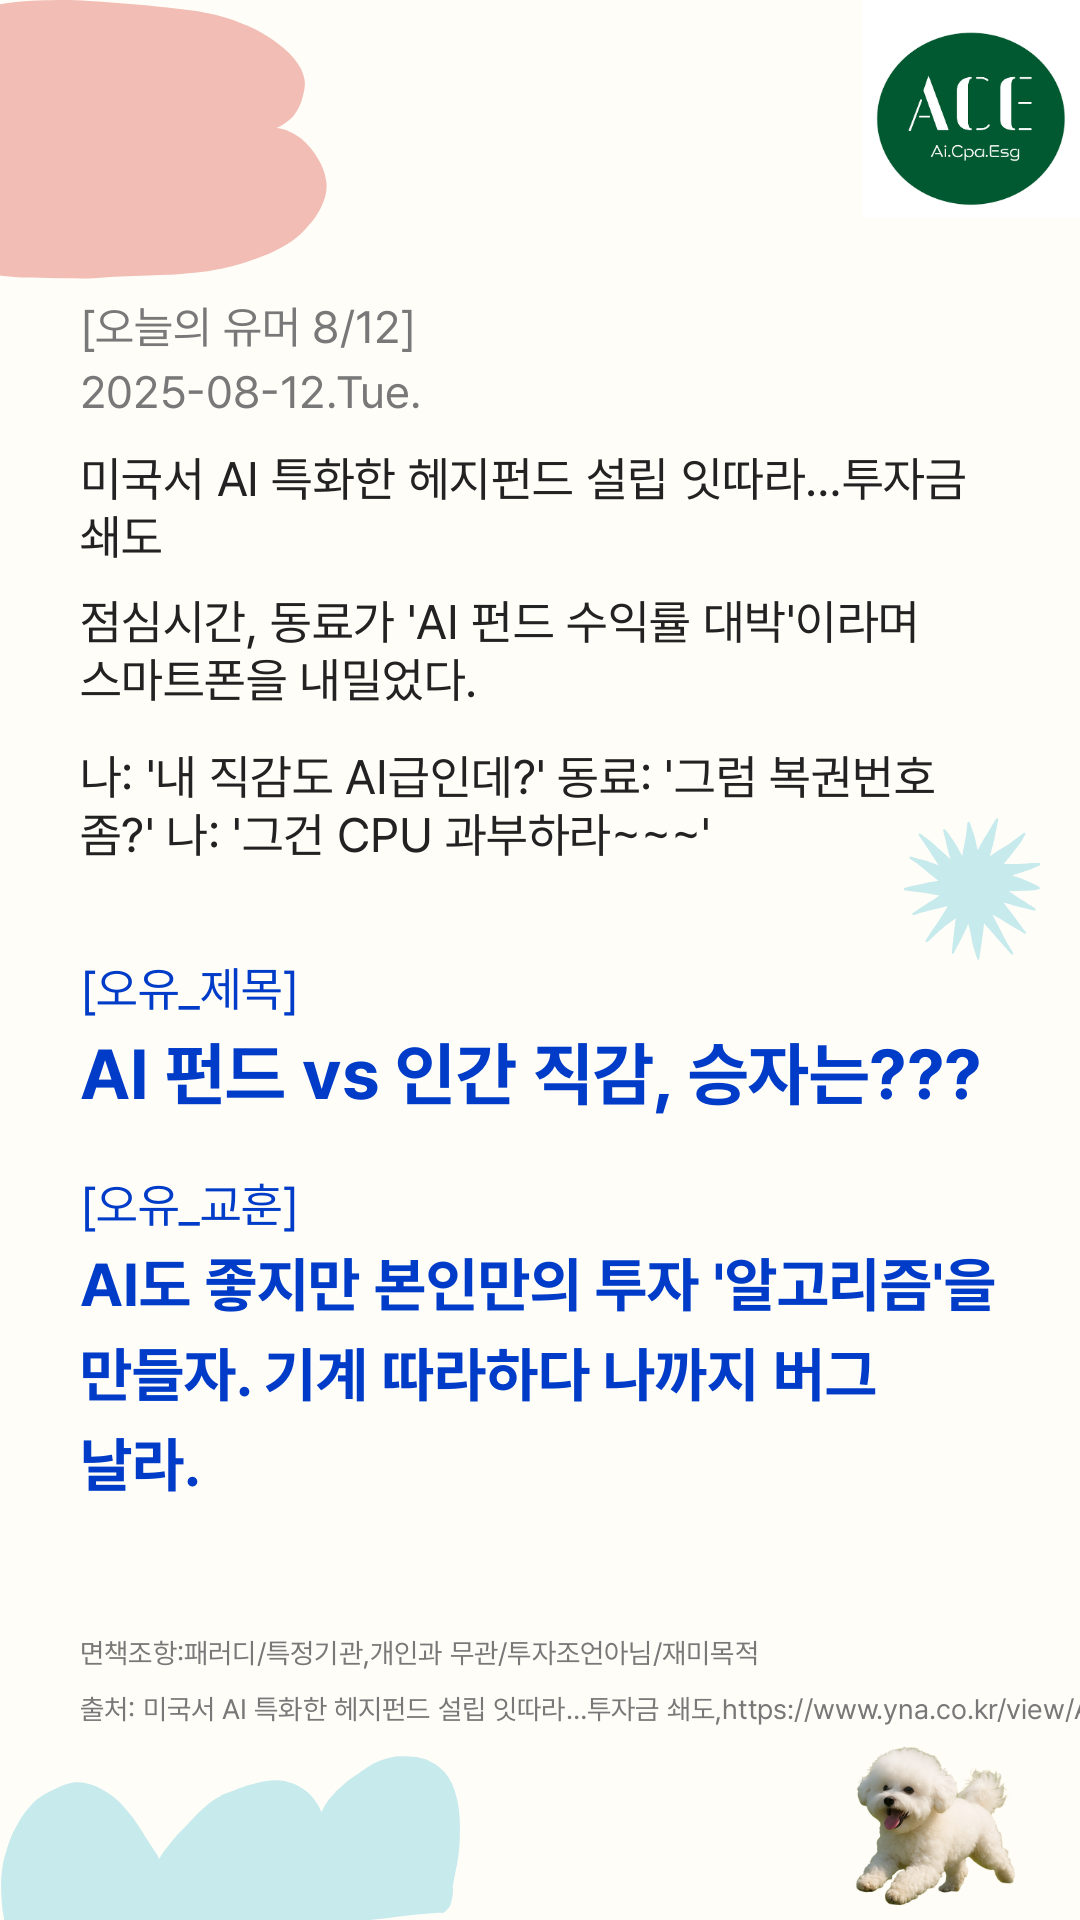 ACE
Ai.Cpa.Esg
[오늘의 유머 8/12]
2025-08-12.Tue.
미국서 AI 특화한 헤지펀드 설립 잇따라…투자금
쇄도
점심시간, 동료가 'AI 펀드 수익률 대박'이라며
스마트폰을 내밀었다.
나: '내 직감도 AI급인데?' 동료: '그럼 복권번호
좀?' 나: '그건 CPU 과부하라~~~'
[오유_제목]
AI 펀드 vs 인간 직감, 승자는???
[오유_교훈]
AI도 좋지만 본인만의 투자 '알고리즘'을
만들자. 기계 따라하다 나까지 버그
날라.
면책조항:패러디/특정기관,개인과 무관/투자조언아님/재미목적
출처: 미국서 AI 특화한 헤지펀드 설립 잇따라…투자금 쇄도,https://www.yna.co.kr/view/